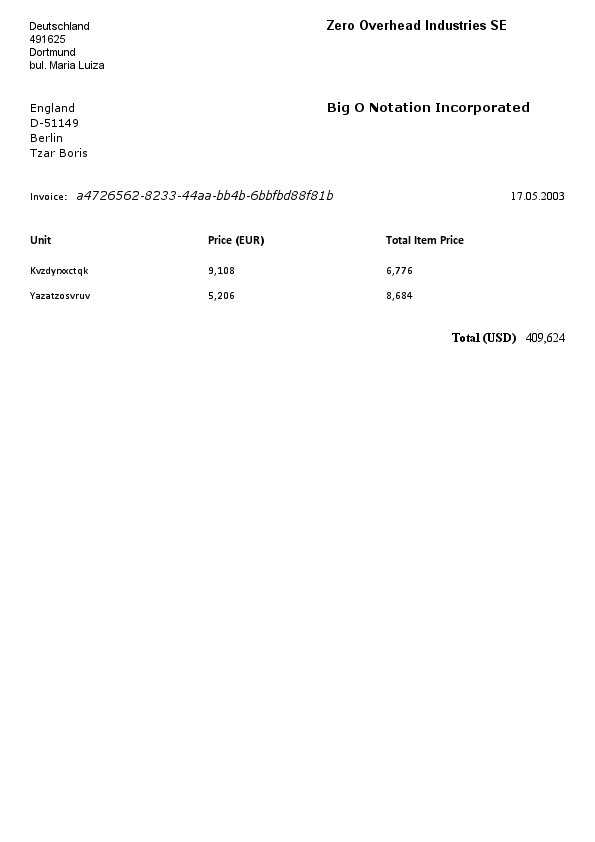 Deutschland
491625
Dortmund
bul. Maria Luiza
Zero Overhead Industries SE
England
D-51149
Berlin
Tzar Boris
Big O Notation Incorporated
Invoice: a4726562-8233-44aa-bb4b-6bbfbd88f81b 17.05.2003
Unit Price (EUR) Total Item Price
Kvzdyrxxctqk 9,108 6,776
Yazatzosvruv 5,206 8,684
Total (USD) 409,624